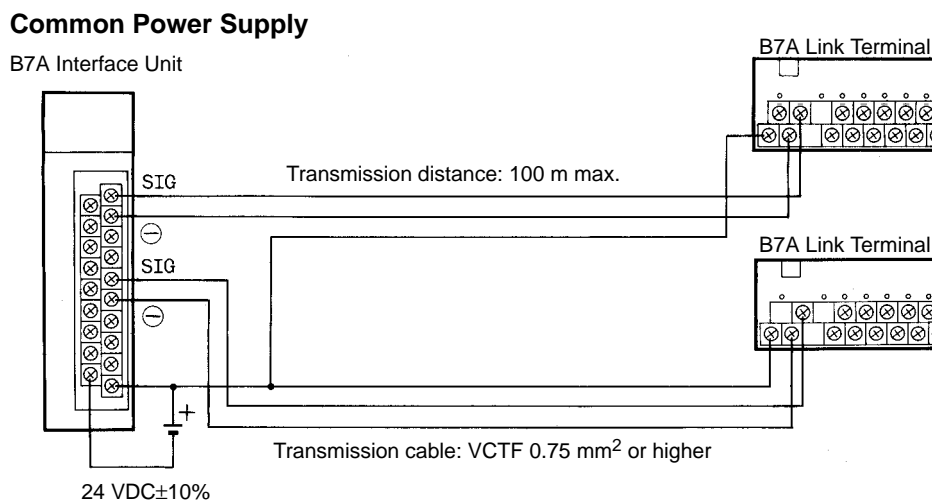 Common Power Supply
B7A Interface Unit
B7A Link Terminal
SIG
Transmission distance: 100 m max.
SIG
B7A Link Terminal
+
Transmission cable: VCTF 0.75 mm² or higher
24 VDC±10%